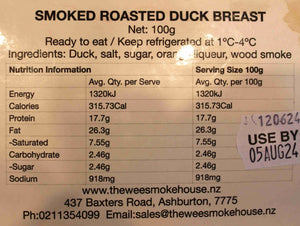 SMOKED ROASTED DUCK BREAST
Net: 100g
Ready to eat / Keep refrigerated at 1ºC-4ºC
Ingredients: Duck, salt, sugar, orange liqueur, wood smoke
Nutrition Information Serving Size 100g
Avg. Qty. per Serve Avg. Qty per 100g
Energy 1320kJ 1320kJ
Calories 315.73Cal 315.73Cal
Protein 17.7g 17.7g
Fat 26.3g 26.3g
-Saturated 7.55g 7.55g
Carbohydrate 2.46g 2.46g
-Sugar 2.46g 2.46g
Sodium 918mg 918mg
120624
USE BY
05AUG24
www.theweesmokehouse.nz
437 Baxters Road, Ashburton, 7775
Ph:0211354099 Email:sales@theweesmokehouse.nz